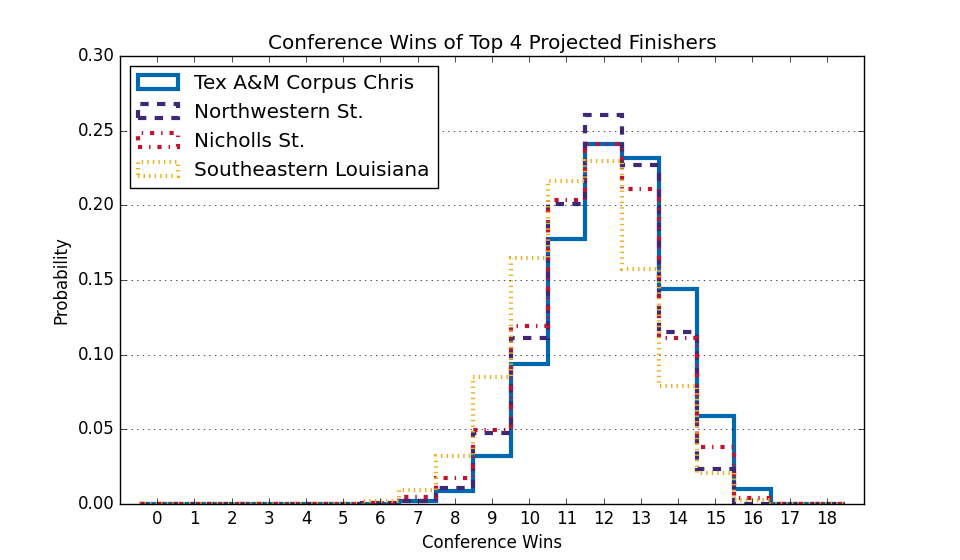 Conference Wins of Top 4 Projected Finishers
0.30
0.25
0.20
0.15
0.10
0.05
0.00
Probability
Tex A&M Corpus Chris
Northwestern St.
Nicholls St.
Southeastern Louisiana
0 1 2 3 4 5 6 7 8 9 10 11 12 13 14 15 16 17 18
Conference Wins